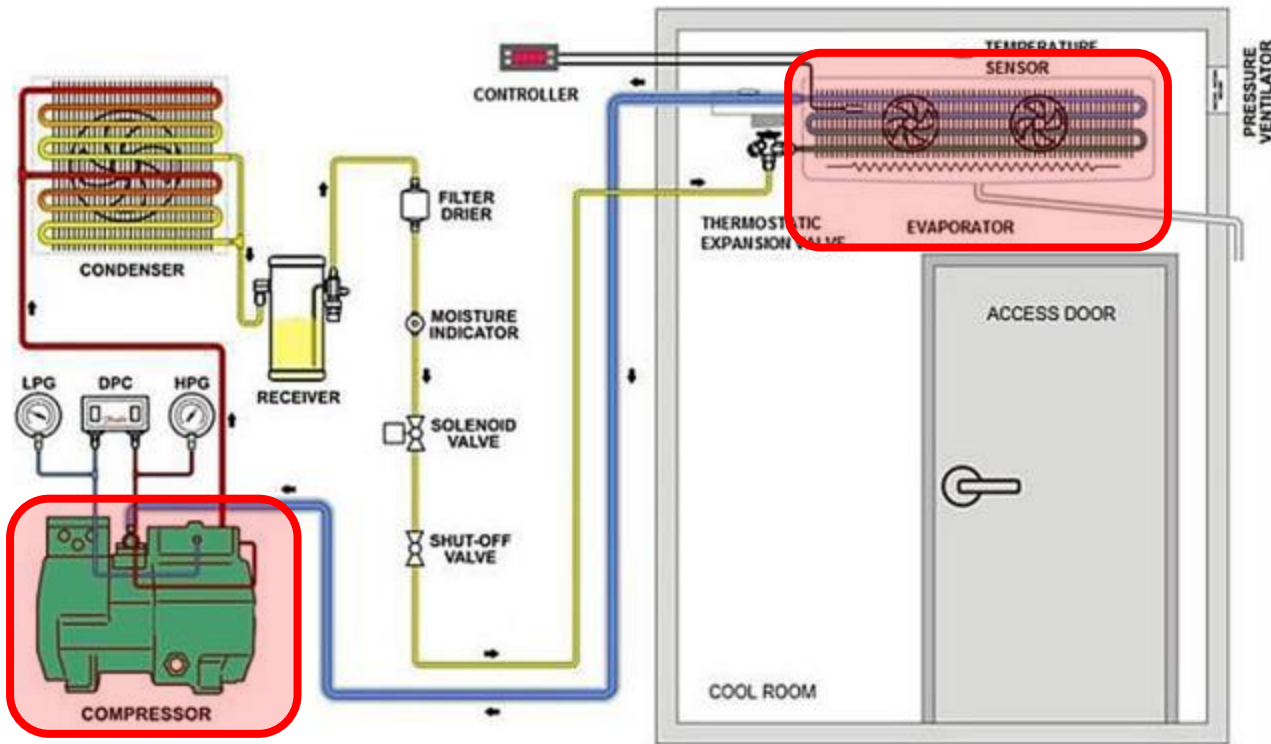 TEMPERATURE
SENSOR
CONTROLLER
PRESSURE
VENTILATOR
FILTER
DRIER
THERMOSTATIC
EXPANSION VALVE
EVAPORATOR
CONDENSER
ACCESS DOOR
MOISTURE
INDICATOR
LPG
DPC
HPG
RECEIVER
SOLENOID
VALVE
SHUT-OFF
VALVE
COOL ROOM
COMPRESSOR